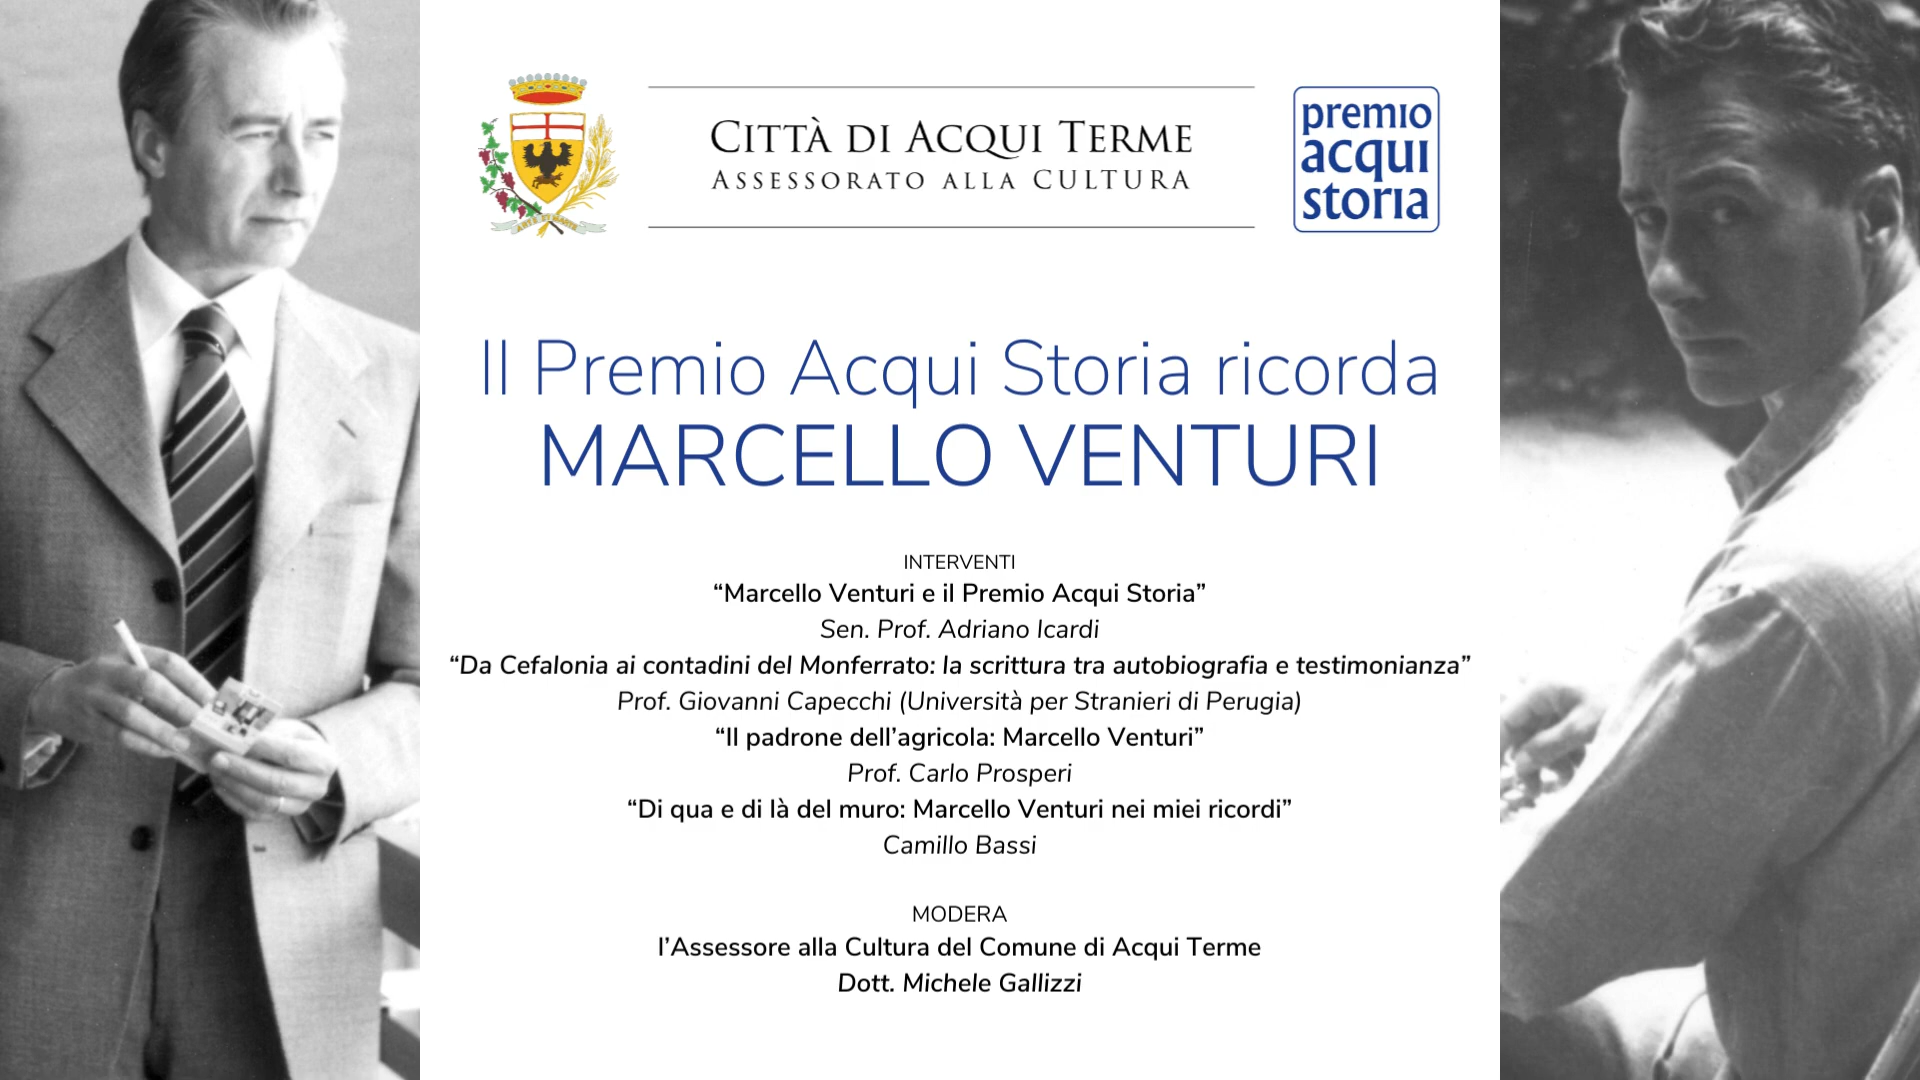 ARTE ET MARTE
CITTÀ DI ACQUI TERME
ASSESSORATO ALLA CULTURA
premio
acqui
storia
Il Premio Acqui Storia ricorda
MARCELLO VENTURI
INTERVENTI
“Marcello Venturi e il Premio Acqui Storia”
Sen. Prof. Adriano Icardi
“Da Cefalonia ai contadini del Monferrato: la scrittura tra autobiografia e testimonianza”
Prof. Giovanni Capecchi (Università per Stranieri di Perugia)
“Il padrone dell’agricola: Marcello Venturi”
Prof. Carlo Prosperi
“Di qua e di là del muro: Marcello Venturi nei miei ricordi”
Camillo Bassi
MODERA
l’Assessore alla Cultura del Comune di Acqui Terme
Dott. Michele Gallizzi